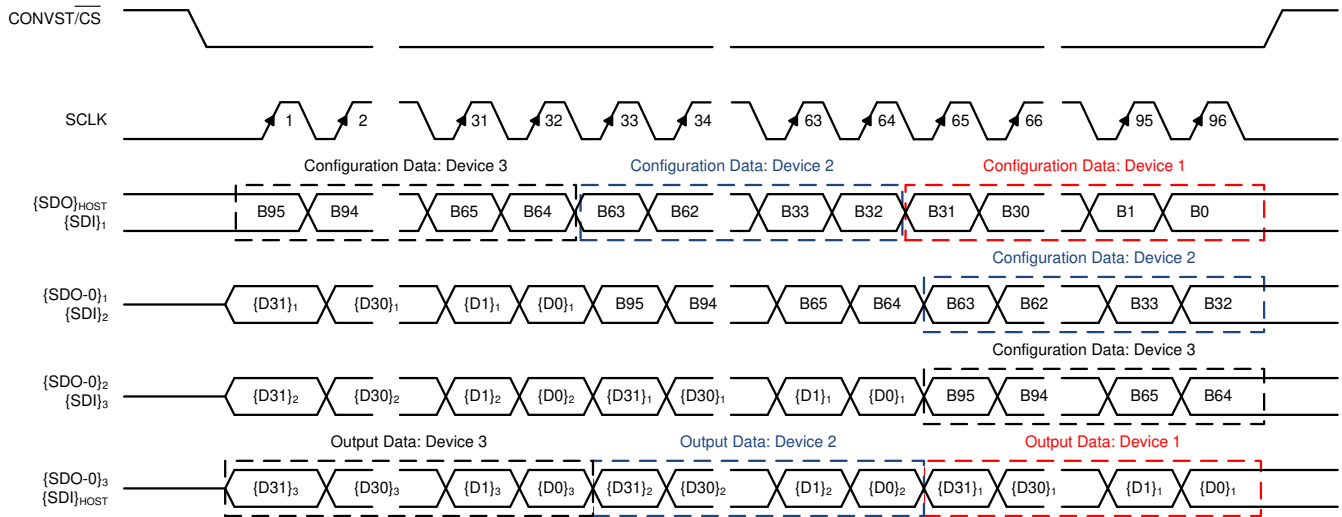 CONVST/CS
SCLK
1 2 31 32 33 34 63 64 65 66 95 96
Configuration Data: Device 3 Configuration Data: Device 2 Configuration Data: Device 1
{SDO}HOST
{SDI}1
B95 B94 B65 B64 B63 B62 B33 B32 B31 B30 B1 B0
Configuration Data: Device 2
{SDO-0}1
{SDI}2
{D31}1 {D30}1 {D1}1 {D0}1 B95 B94 B65 B64 B63 B62 B33 B32
Configuration Data: Device 3
{SDO-0}2
{SDI}3
{D31}2 {D30}2 {D1}2 {D0}2 {D31}1 {D30}1 {D1}1 {D0}1 B95 B94 B65 B64
Output Data: Device 3 Output Data: Device 2 Output Data: Device 1
{SDO-0}3
{SDI}HOST
{D31}3 {D30}3 {D1}3 {D0}3 {D31}2 {D30}2 {D1}2 {D0}2 {D31}1 {D30}1 {D1}1 {D0}1